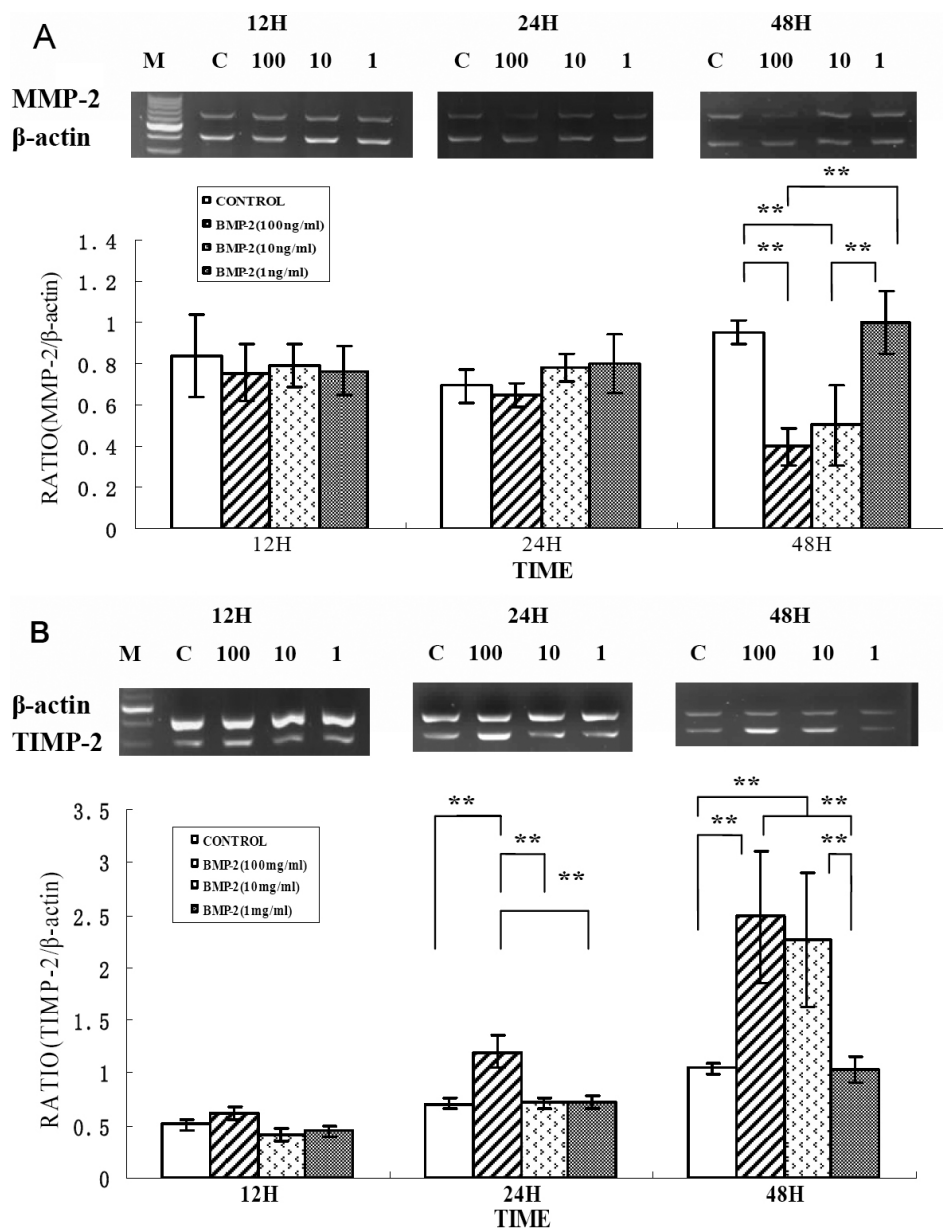 A
12H 24H 48H
M C 100 10 1 C 100 10 1 C 100 10 1
MMP-2
β-actin
** ** ** ** **
CONTROL
BMP-2(100ng/ml)
BMP-2(10ng/ml)
BMP-2(1ng/ml)
RATIO(MMP-2/β-actin)
1.4
1.2
1
0.8
0.6
0.4
0.2
0
12H 24H 48H
TIME
B
12H 24H 48H
M C 100 10 1 C 100 10 1 C 100 10 1
β-actin
TIMP-2
** ** ** ** ** ** **
CONTROL
BMP-2(100mg/ml)
BMP-2(10mg/ml)
BMP-2(1mg/ml)
RATIO(TIMP-2/β-actin)
3.5
3
2.5
2
1.5
1
0.5
0
12H 24H 48H
TIME